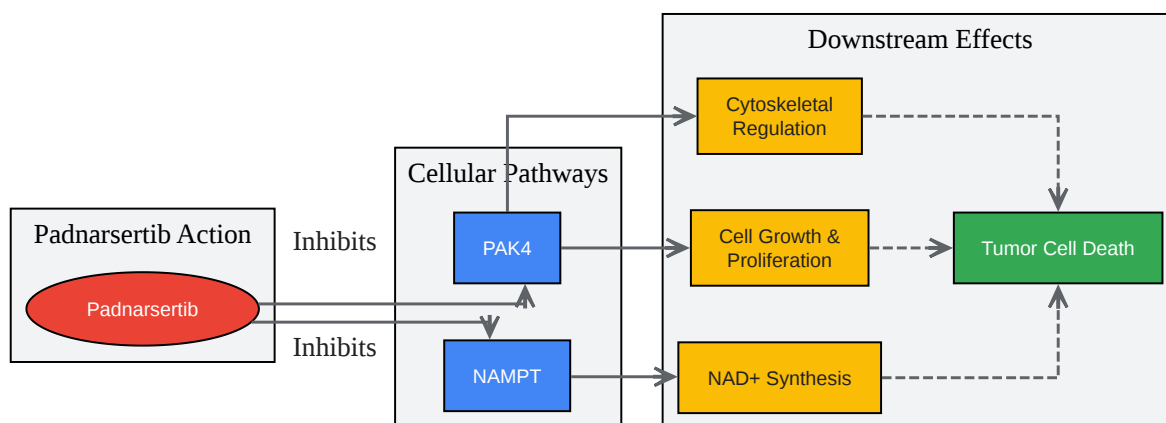 Downstream Effects
Cytoskeletal
Regulation
Cellular Pathways
Padnarsertib Action
Inhibits
PAK4
Cell Growth &
Proliferation
Tumor Cell Death
Padnarsertib
Inhibits
NAMPT
NAD+ Synthesis